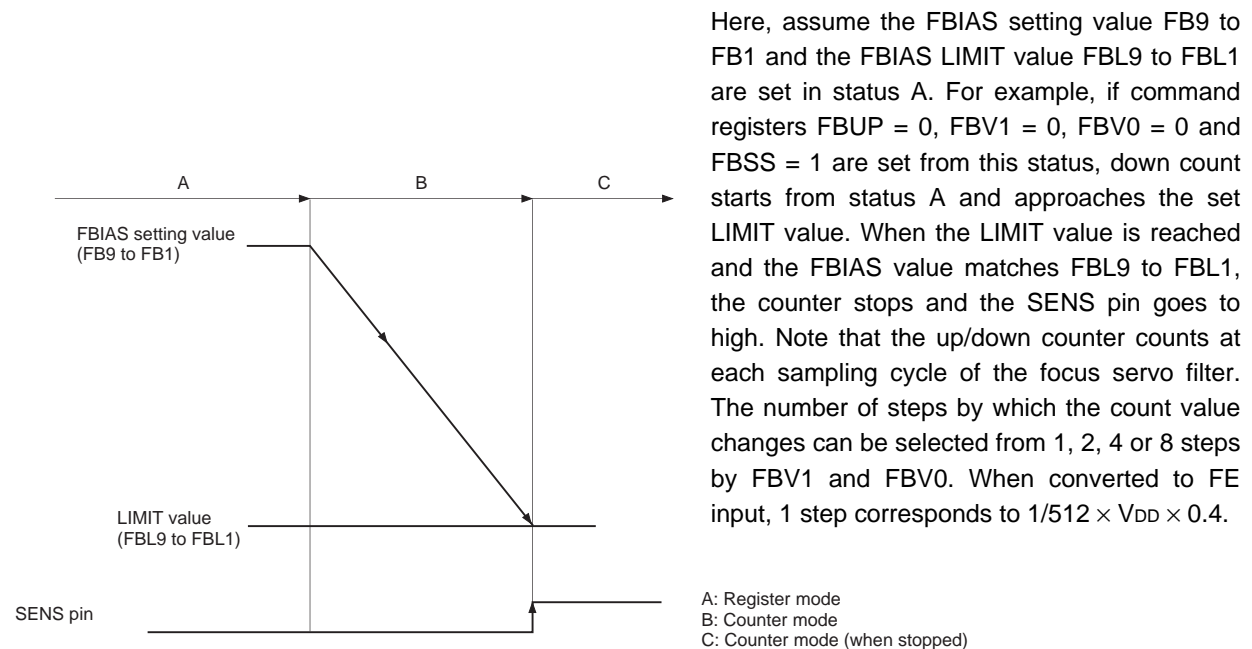 Here, assume the FBIAS setting value FB9 to
FB1 and the FBIAS LIMIT value FBL9 to FBL1
are set in status A. For example, if command
registers FBUP = 0, FBV1 = 0, FBV0 = 0 and
FBSS = 1 are set from this status, down count
starts from status A and approaches the set
LIMIT value. When the LIMIT value is reached
and the FBIAS value matches FBL9 to FBL1,
the counter stops and the SENS pin goes to
high. Note that the up/down counter counts at
each sampling cycle of the focus servo filter.
The number of steps by which the count value
changes can be selected from 1, 2, 4 or 8 steps
by FBV1 and FBV0. When converted to FE
input, 1 step corresponds to 1/512 × VDD × 0.4.
A
B
C
FBIAS setting value
(FB9 to FB1)
LIMIT value
(FBL9 to FBL1)
SENS pin
A: Register mode
B: Counter mode
C: Counter mode (when stopped)